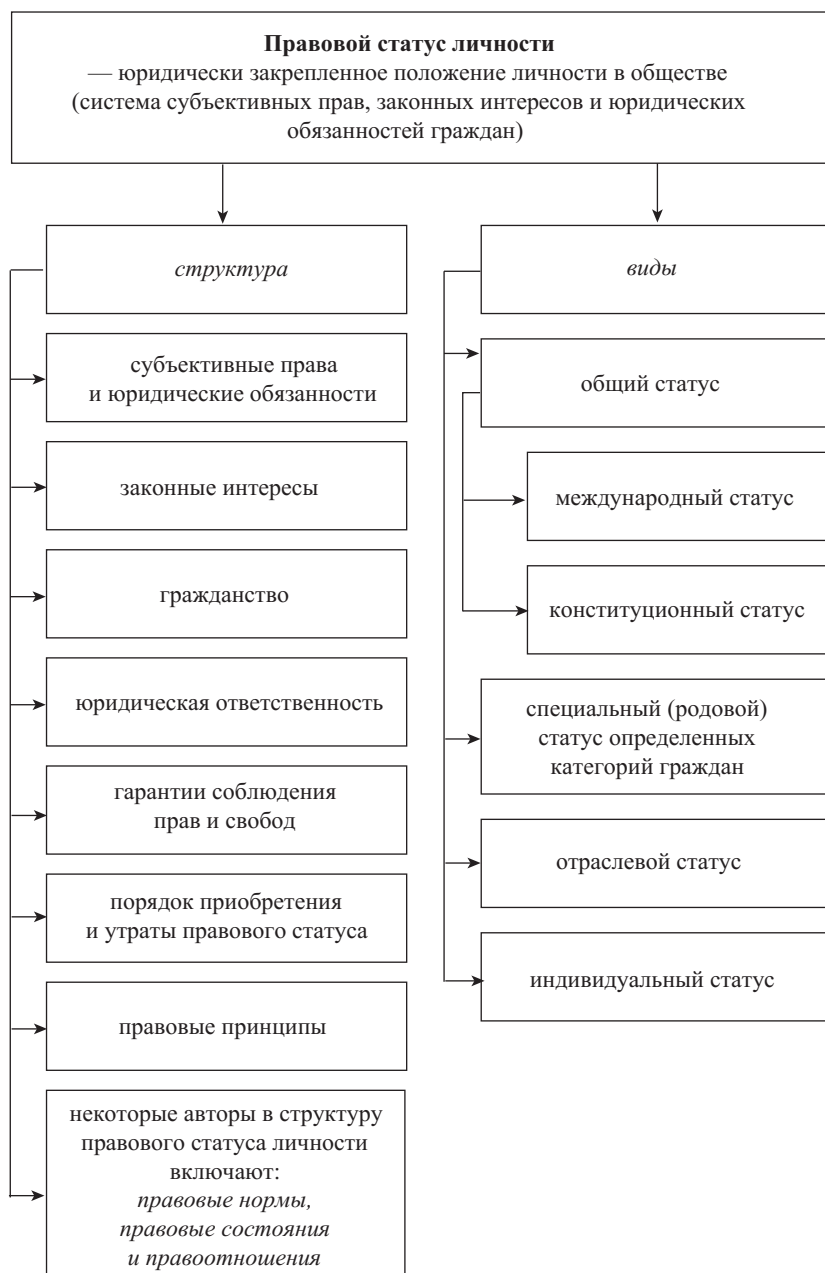 Правовой статус личности
— юридически закрепленное положение личности в обществе
(система субъективных прав, законных интересов и юридических
обязанностей граждан)
структура
субъективные права
и юридические обязанности
законные интересы
гражданство
юридическая ответственность
гарантии соблюдения
прав и свобод
порядок приобретения
и утраты правового статуса
правовые принципы
некоторые авторы в структуру
правового статуса личности
включают:
правовые нормы,
правовые состояния
и правоотношения
виды
общий статус
международный статус
конституционный статус
специальный (родовой)
статус определенных
категорий граждан
отраслевой статус
индивидуальный статус